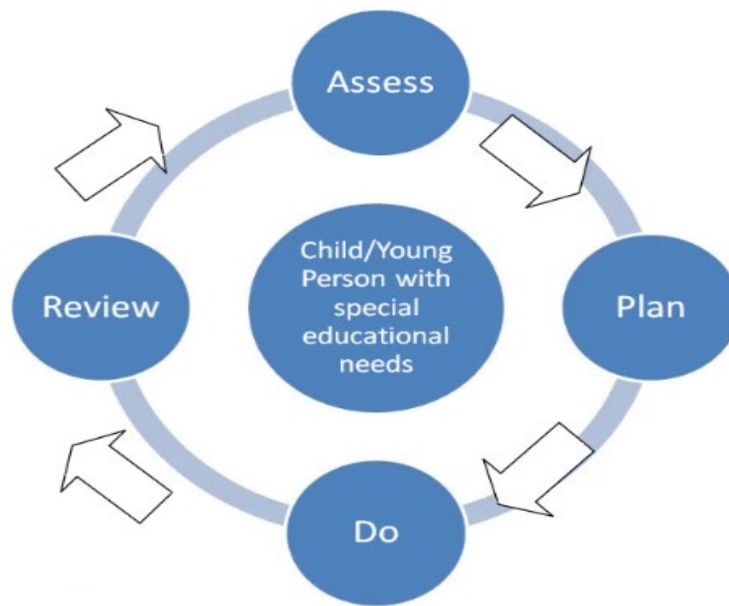 Assess
Child/Young
Person with
special
educational
needs
Review
Plan
Do